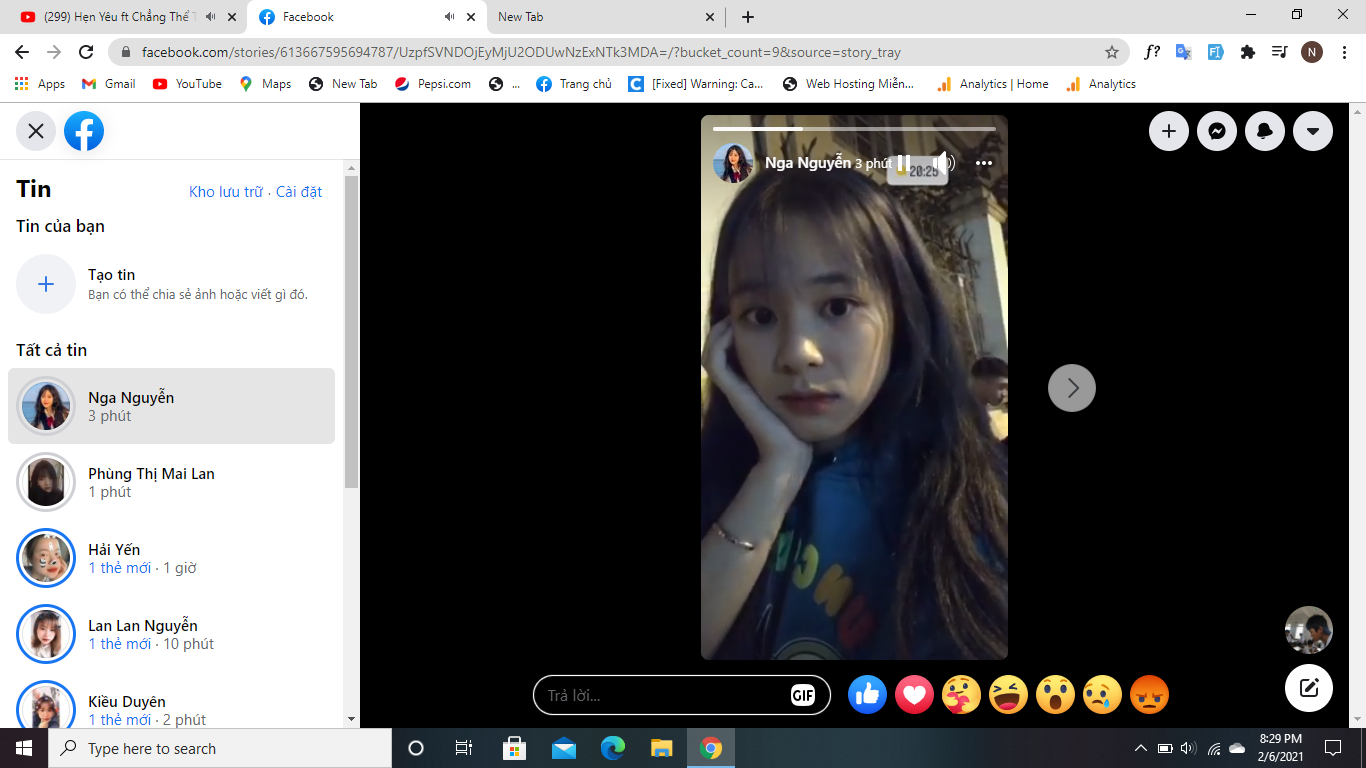 (299) Hẹn Yêu ft Chẳng Thể T
Facebook
New Tab
facebook.com/stories/613667595694787/UzpfSVNDOjEyMjU2ODUwNzExNTk3MDA=/?bucket_count=9&source=story_tray
f?
N
Apps
Gmail
YouTube
Maps
New Tab
Pepsi.com
...
Trang chủ
[Fixed] Warning: Ca...
Web Hosting Miễn...
Analytics | Home
Analytics
Tin
Kho lưu trữ · Cài đặt
Tin của bạn
Tạo tin
Bạn có thể chia sẻ ảnh hoặc viết gì đó.
Tất cả tin
Nga Nguyễn
3 phút
Phùng Thị Mai Lan
1 phút
Hải Yến
1 thẻ mới · 1 giờ
Lan Lan Nguyễn
1 thẻ mới · 10 phút
Kiều Duyên
1 thẻ mới · 2 phút
Nga Nguyễn 3 phút
20:25
Trả lời...
GIF
Type here to search
8:29 PM
2/6/2021